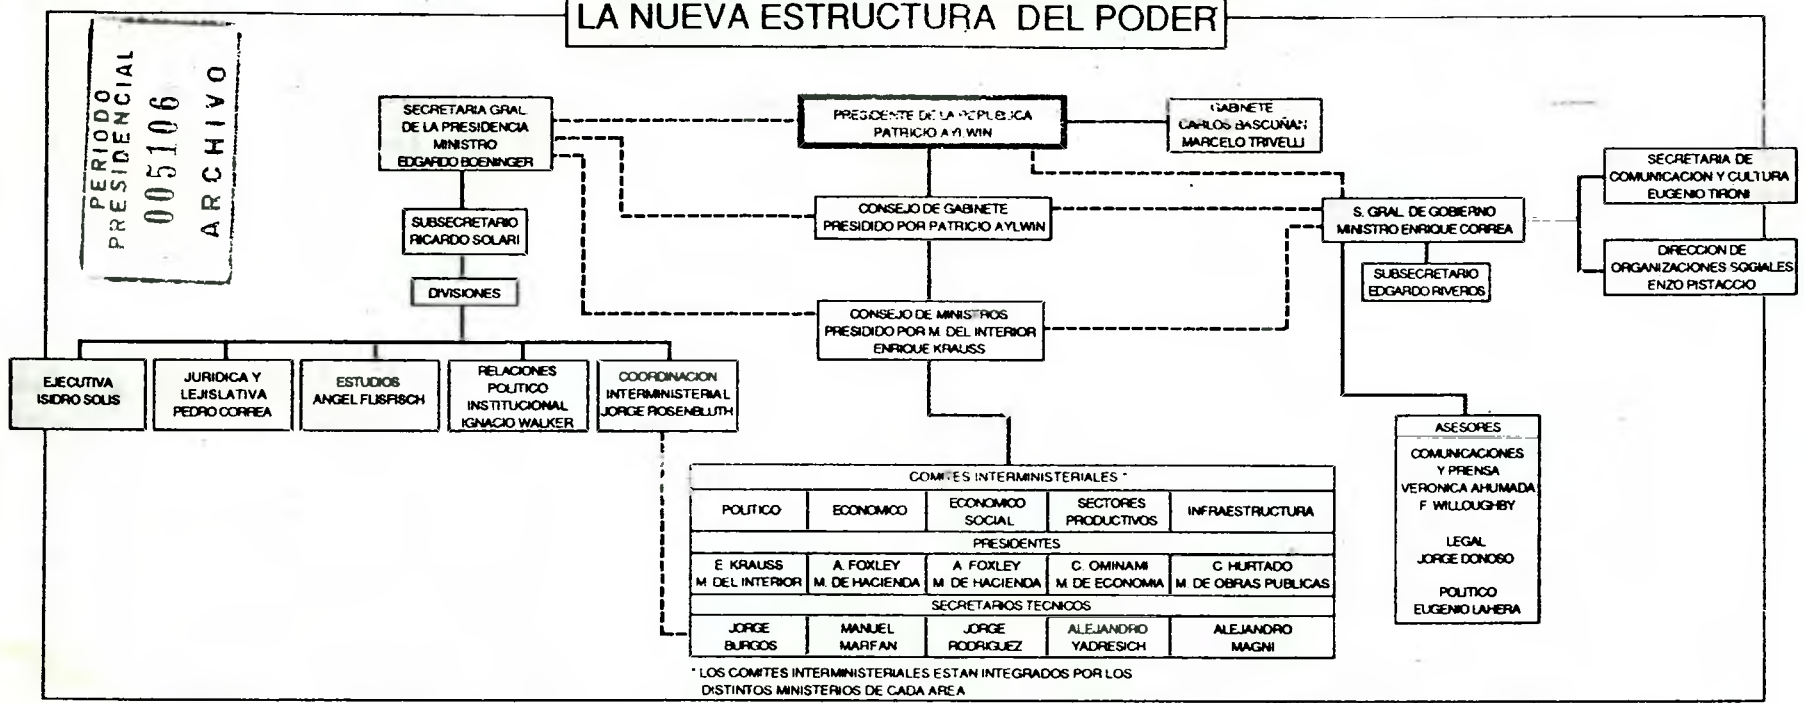 LA NUEVA ESTRUCTURA DEL PODER
PERIODO
PRESIDENCIAL
005106
ARCHIVO
SECRETARIA GRAL
DE LA PRESIDENCIA
MINISTRO
EDGARDO BOENINGER
PRESIDENTE DE LA REPUBLICA
PATRICIO AYLWIN
GABINETE
CARLOS BASCUÑAN
MARCELO TRIVELLI
SECRETARIA DE
COMUNICACION Y CULTURA
EUGENIO TIRONI
SUBSECRETARIO
RICARDO SOLARI
CONSEJO DE GABINETE
PRESIDIDO POR PATRICIO AYLWIN
S. GRAL DE GOBIERNO
MINISTRO ENRIQUE CORREA
DIRECCION DE
ORGANIZACIONES SOCIALES
ENZO PISTACCIO
SUBSECRETARIO
EDGARDO RIVEROS
DIVISIONES
CONSEJO DE MINISTROS
PRESIDIDO POR M. DEL INTERIOR
ENRIQUE KRAUSS
EJECUTIVA
ISIDRO SOLIS
JURIDICA Y
LEJISLATIVA
PEDRO CORREA
ESTUDIOS
ANGEL FLISFISCH
RELACIONES
POLITICO
INSTITUCIONAL
IGNACIO WALKER
COORDINACION
INTERMINISTERIAL
JORGE ROSENBLUTH
ASESORES
COMUNICACIONES
Y PRENSA
VERONICA AHUMADA
F WILLOUGHBY
LEGAL
JORGE DONOSO
POLITICO
EUGENIO LAHERA
COMITES INTERMINISTERIALES *
POLITICO
ECONOMICO
ECONOMICO
SOCIAL
SECTORES
PRODUCTIVOS
INFRAESTRUCTURA
PRESIDENTES
E. KRAUSS
M. DEL INTERIOR
A. FOXLEY
M. DE HACIENDA
A. FOXLEY
M. DE HACIENDA
C. OMINAMI
M. DE ECONOMIA
C HURTADO
M. DE OBRAS PUBLICAS
SECRETARIOS TECNICOS
JORGE
BURGOS
MANUEL
MARFAN
JORGE
RODRIGUEZ
ALEJANDRO
YADRESICH
ALEJANDRO
MAGNI
* LOS COMITES INTERMINISTERIALES ESTAN INTEGRADOS POR LOS
DISTINTOS MINISTERIOS DE CADA AREA